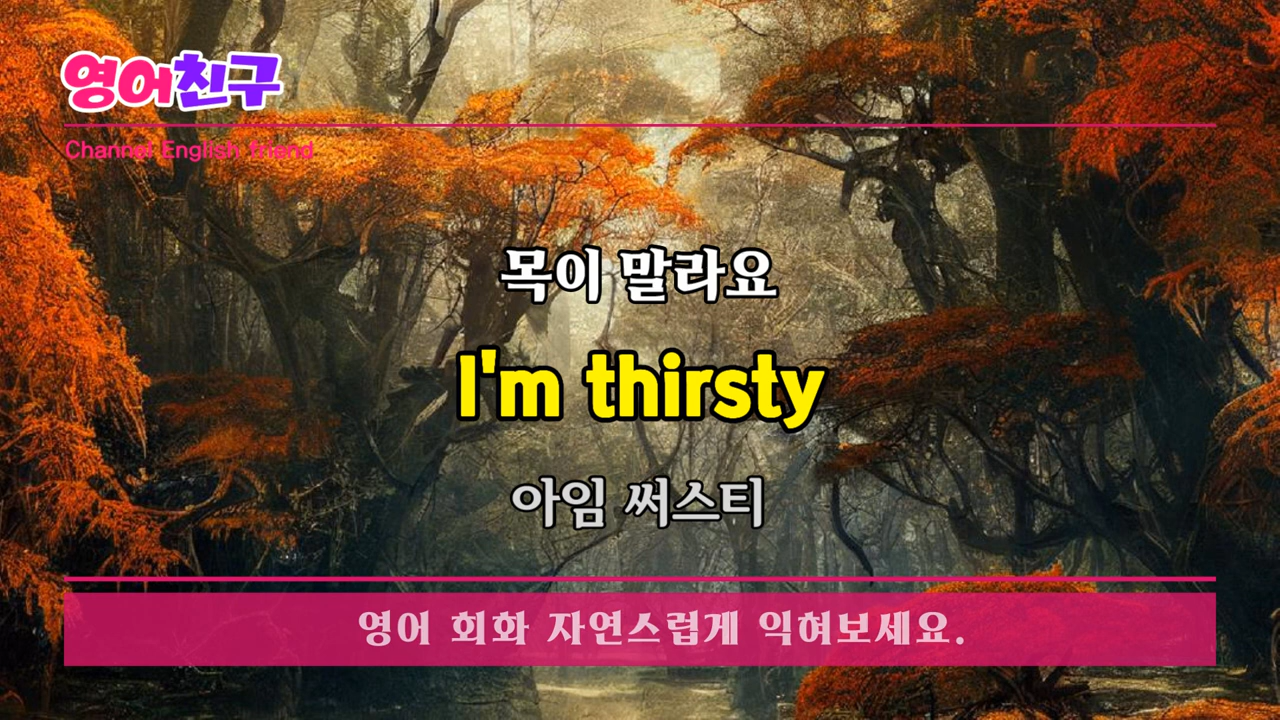 영어친구
Channel English friend
목이 말라요
I'm thirsty
아임 써스티
영어 회화 자연스럽게 익혀보세요.